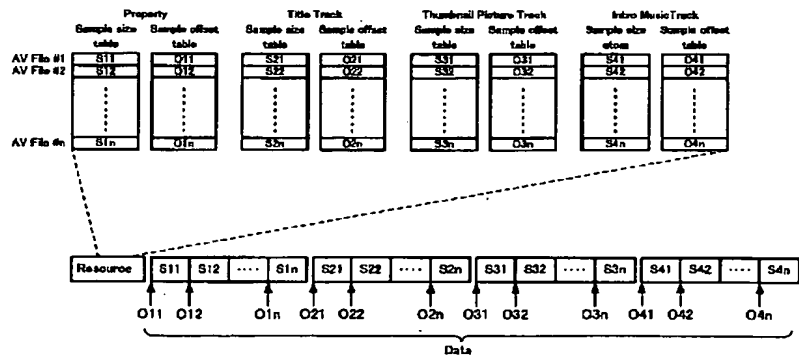 Property Title Track Thumbnail Picture Track Intro MusicTrack
Sample size table Sample offset table Sample size table Sample offset table Sample size table Sample offset table Sample size atom Sample offset table
AV File #1 S11 O11 S21 O21 S31 O31 S41 O41
AV File #2 S12 O12 S22 O22 S32 O32 S42 O42
AV File #n S1n O1n S2n O2n S3n O3n S4n O4n
Resource S11 S12 ···· S1n S21 S22 ···· S2n S31 S32 ···· S3n S41 S42 ···· S4n
O11 O12 O1n O21 O22 O2n O31 O32 O3n O41 O42 O4n
Data